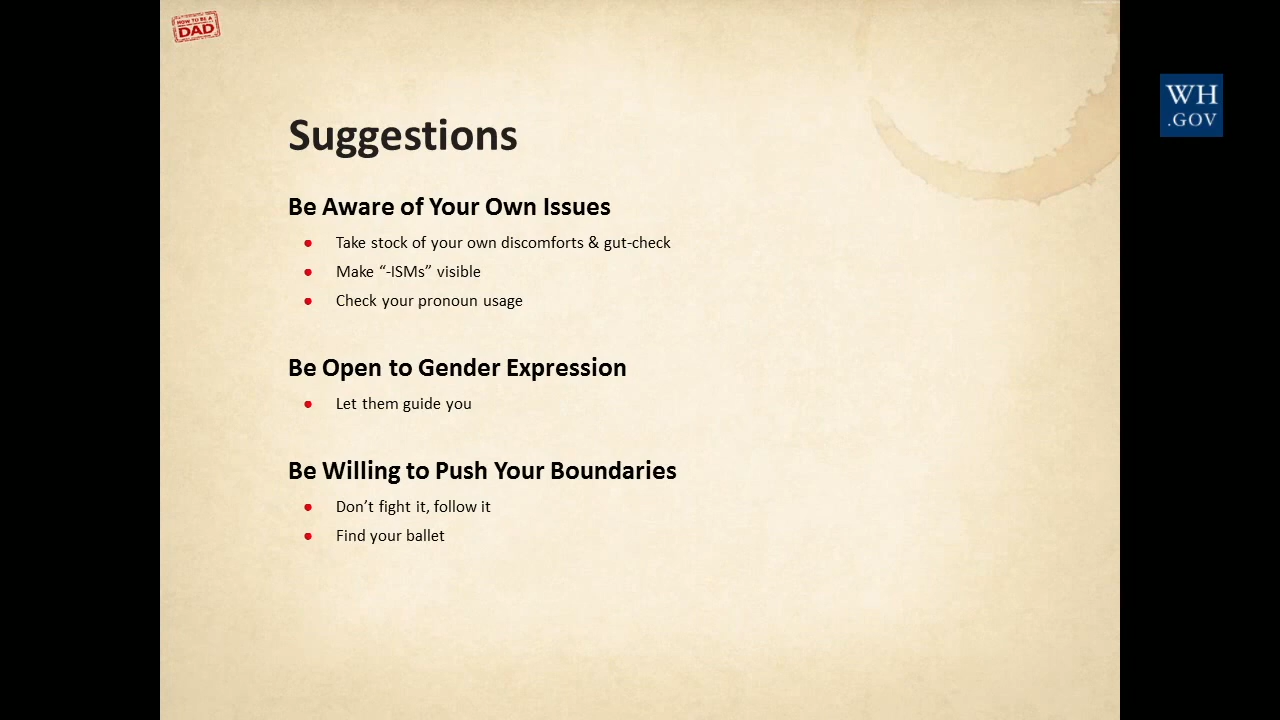 HOW TO BE A
DAD
WH
.GOV
Suggestions
Be Aware of Your Own Issues
● Take stock of your own discomforts & gut-check
● Make “-ISMs” visible
● Check your pronoun usage
Be Open to Gender Expression
● Let them guide you
Be Willing to Push Your Boundaries
● Don’t fight it, follow it
● Find your ballet